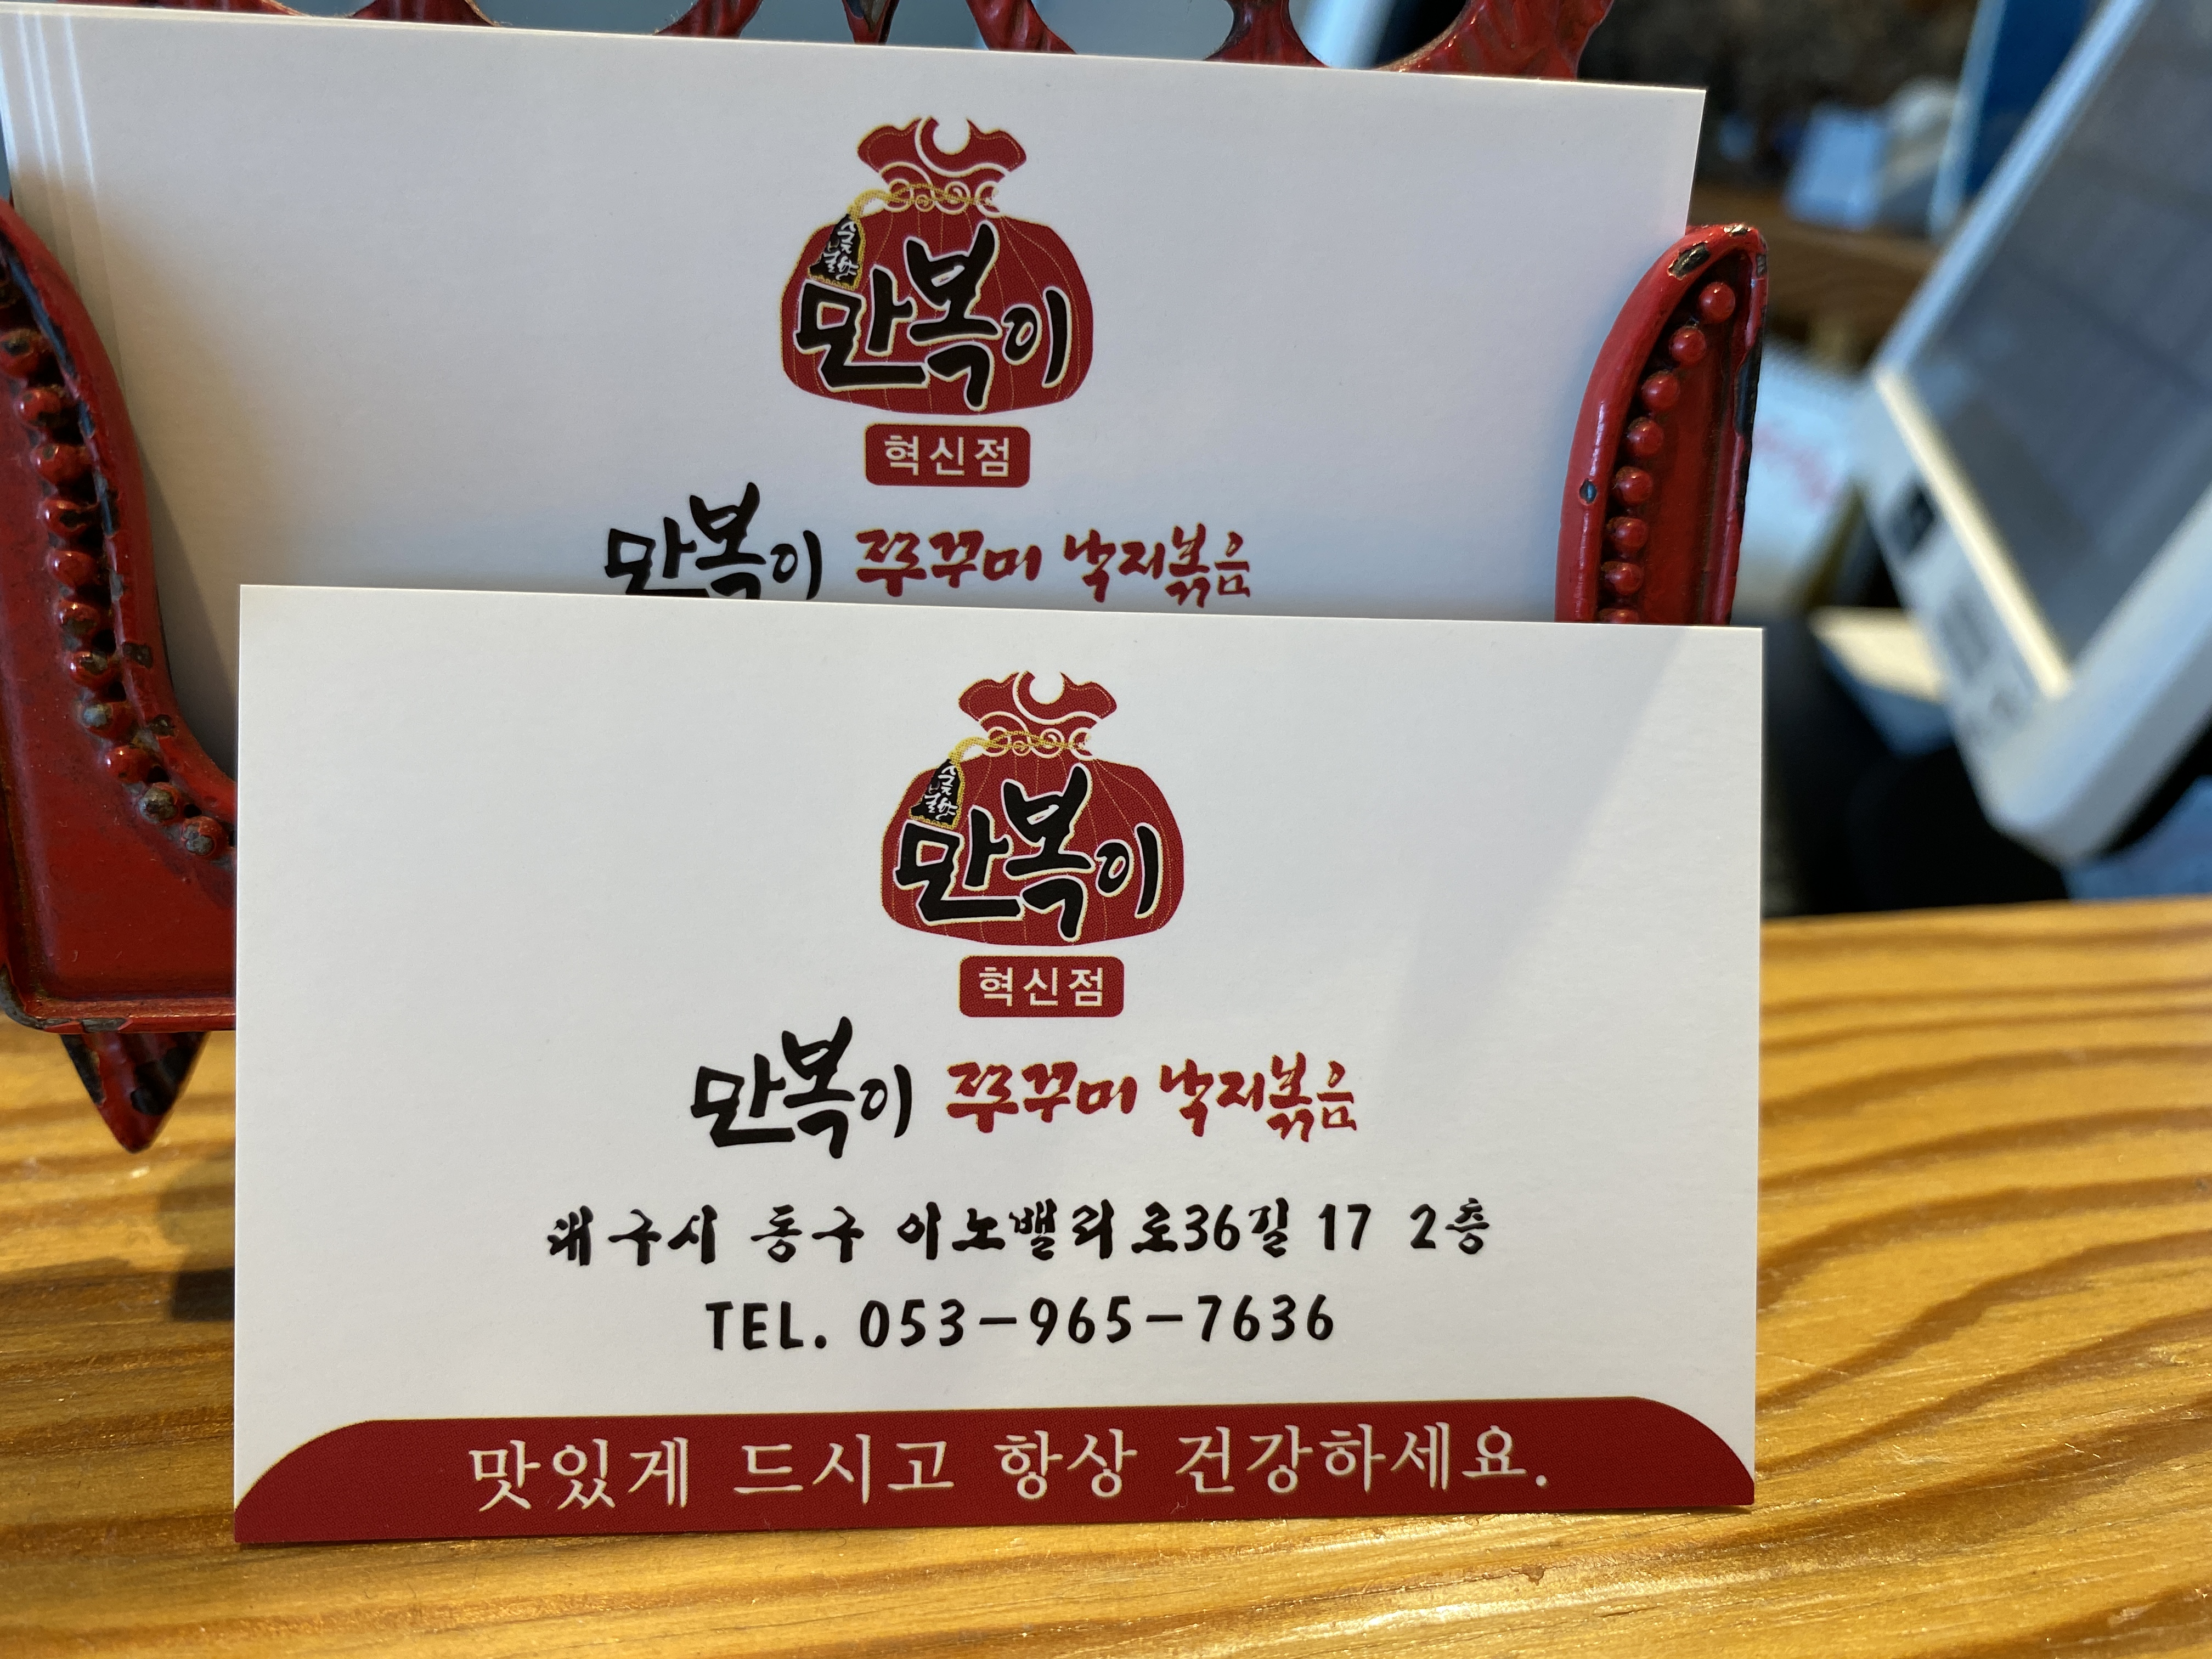 만복이
혁신점
만복이 쭈꾸미 낙지볶음
만복이
혁신점
만복이 쭈꾸미 낙지볶음
대구시 동구 이노밸리로36길 17 2층
TEL. 053-965-7636
맛있게 드시고 항상 건강하세요.